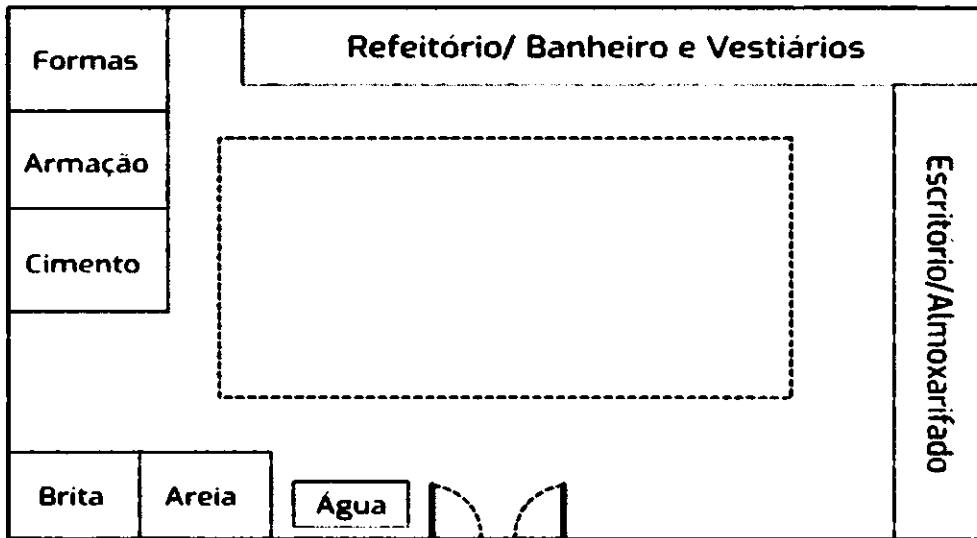 Formas
Refeitório/ Banheiro e Vestiários
Armação
Cimento
Escritório/Almoxarifado
Brita
Areia
Água